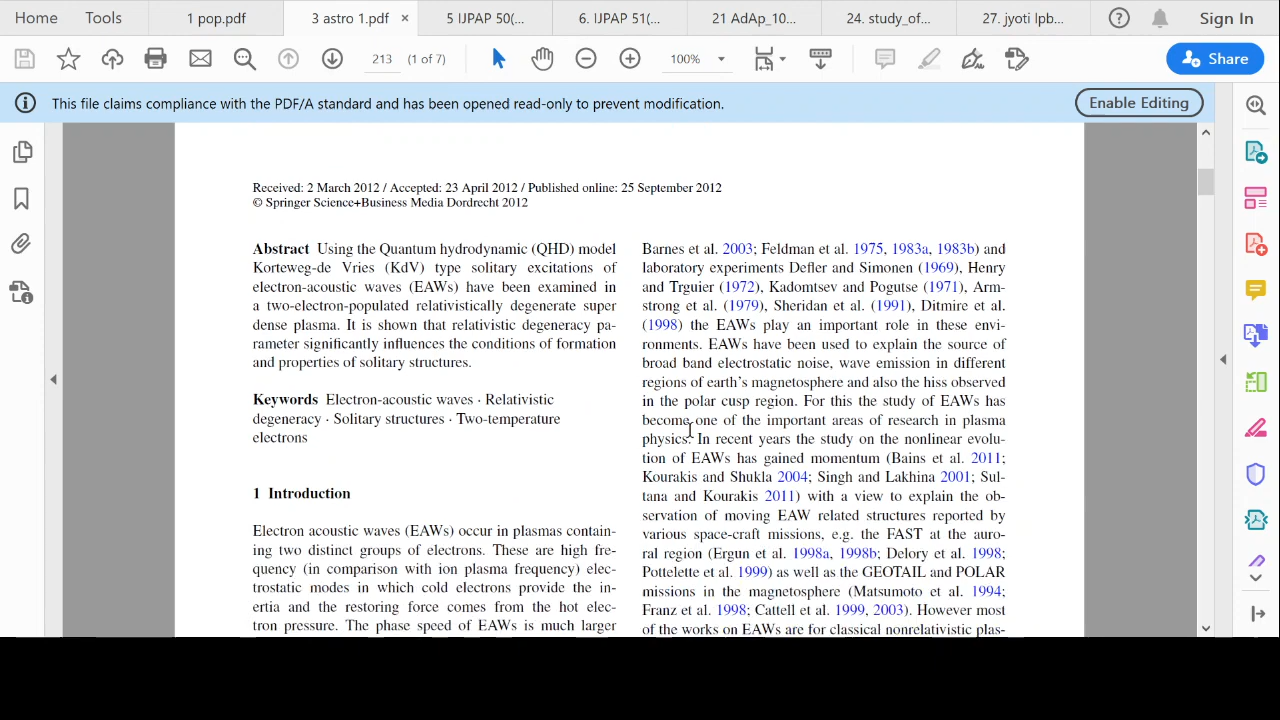 Home Tools 1 pop.pdf 3 astro 1.pdf × 5 IJPAP 50(... 6. IJPAP 51(... 21 AdAp_10... 24. study_of... 27. jyoti Ipb... Sign In
213 (1 of 7) 100% Share
This file claims compliance with the PDF/A standard and has been opened read-only to prevent modification. Enable Editing
Received: 2 March 2012 / Accepted: 23 April 2012 / Published online: 25 September 2012
© Springer Science+Business Media Dordrecht 2012
Abstract Using the Quantum hydrodynamic (QHD) model
Korteweg-de Vries (KdV) type solitary excitations of
electron-acoustic waves (EAWs) have been examined in
a two-electron-populated relativistically degenerate super
dense plasma. It is shown that relativistic degeneracy pa-
rameter significantly influences the conditions of formation
and properties of solitary structures.
Keywords Electron-acoustic waves · Relativistic
degeneracy · Solitary structures · Two-temperature
electrons
1 Introduction
Electron acoustic waves (EAWs) occur in plasmas contain-
ing two distinct groups of electrons. These are high fre-
quency (in comparison with ion plasma frequency) elec-
trostatic modes in which cold electrons provide the in-
ertia and the restoring force comes from the hot elec-
tron pressure. The phase speed of EAWs is much larger
Barnes et al. 2003; Feldman et al. 1975, 1983a, 1983b) and
laboratory experiments Defler and Simonen (1969), Henry
and Trguier (1972), Kadomtsev and Pogutse (1971), Arm-
strong et al. (1979), Sheridan et al. (1991), Ditmire et al.
(1998) the EAWs play an important role in these envi-
ronments. EAWs have been used to explain the source of
broad band electrostatic noise, wave emission in different
regions of earth's magnetosphere and also the hiss observed
in the polar cusp region. For this the study of EAWs has
become one of the important areas of research in plasma
physics. In recent years the study on the nonlinear evolu-
tion of EAWs has gained momentum (Bains et al. 2011;
Kourakis and Shukla 2004; Singh and Lakhina 2001; Sul-
tana and Kourakis 2011) with a view to explain the ob-
servation of moving EAW related structures reported by
various space-craft missions, e.g. the FAST at the auro-
ral region (Ergun et al. 1998a, 1998b; Delory et al. 1998;
Pottelette et al. 1999) as well as the GEOTAIL and POLAR
missions in the magnetosphere (Matsumoto et al. 1994;
Franz et al. 1998; Cattell et al. 1999, 2003). However most
of the works on EAWs are for classical nonrelativistic plas-